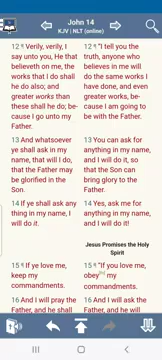 John 14
KJV | NLT (online)
12 ¶ Verily, verily, I
say unto you, He that
believeth on me, the
works that I do shall
he do also; and
greater works than
these shall he do; be-
cause I go unto my
Father.
13 And whatsoever
ye shall ask in my
name, that will I do,
that the Father may
be glorified in the
Son.
14 If ye shall ask any
thing in my name, I
will do it.
15 ¶ If ye love me,
keep my
commandments.
16 And I will pray the
Father, and he shall
12 ¶ "I tell you the
truth, anyone who
believes in me will
do the same works I
have done, and even
greater works, be-
cause I am going to
be with the Father.
13 You can ask for
anything in my name,
and I will do it, so
that the Son can
bring glory to the
Father.
14 Yes, ask me for
anything in my name,
and I will do it!
Jesus Promises the Holy
Spirit
15 ¶ "If you love me,
obey my
commandments.
16 And I will ask the
Father, and he will